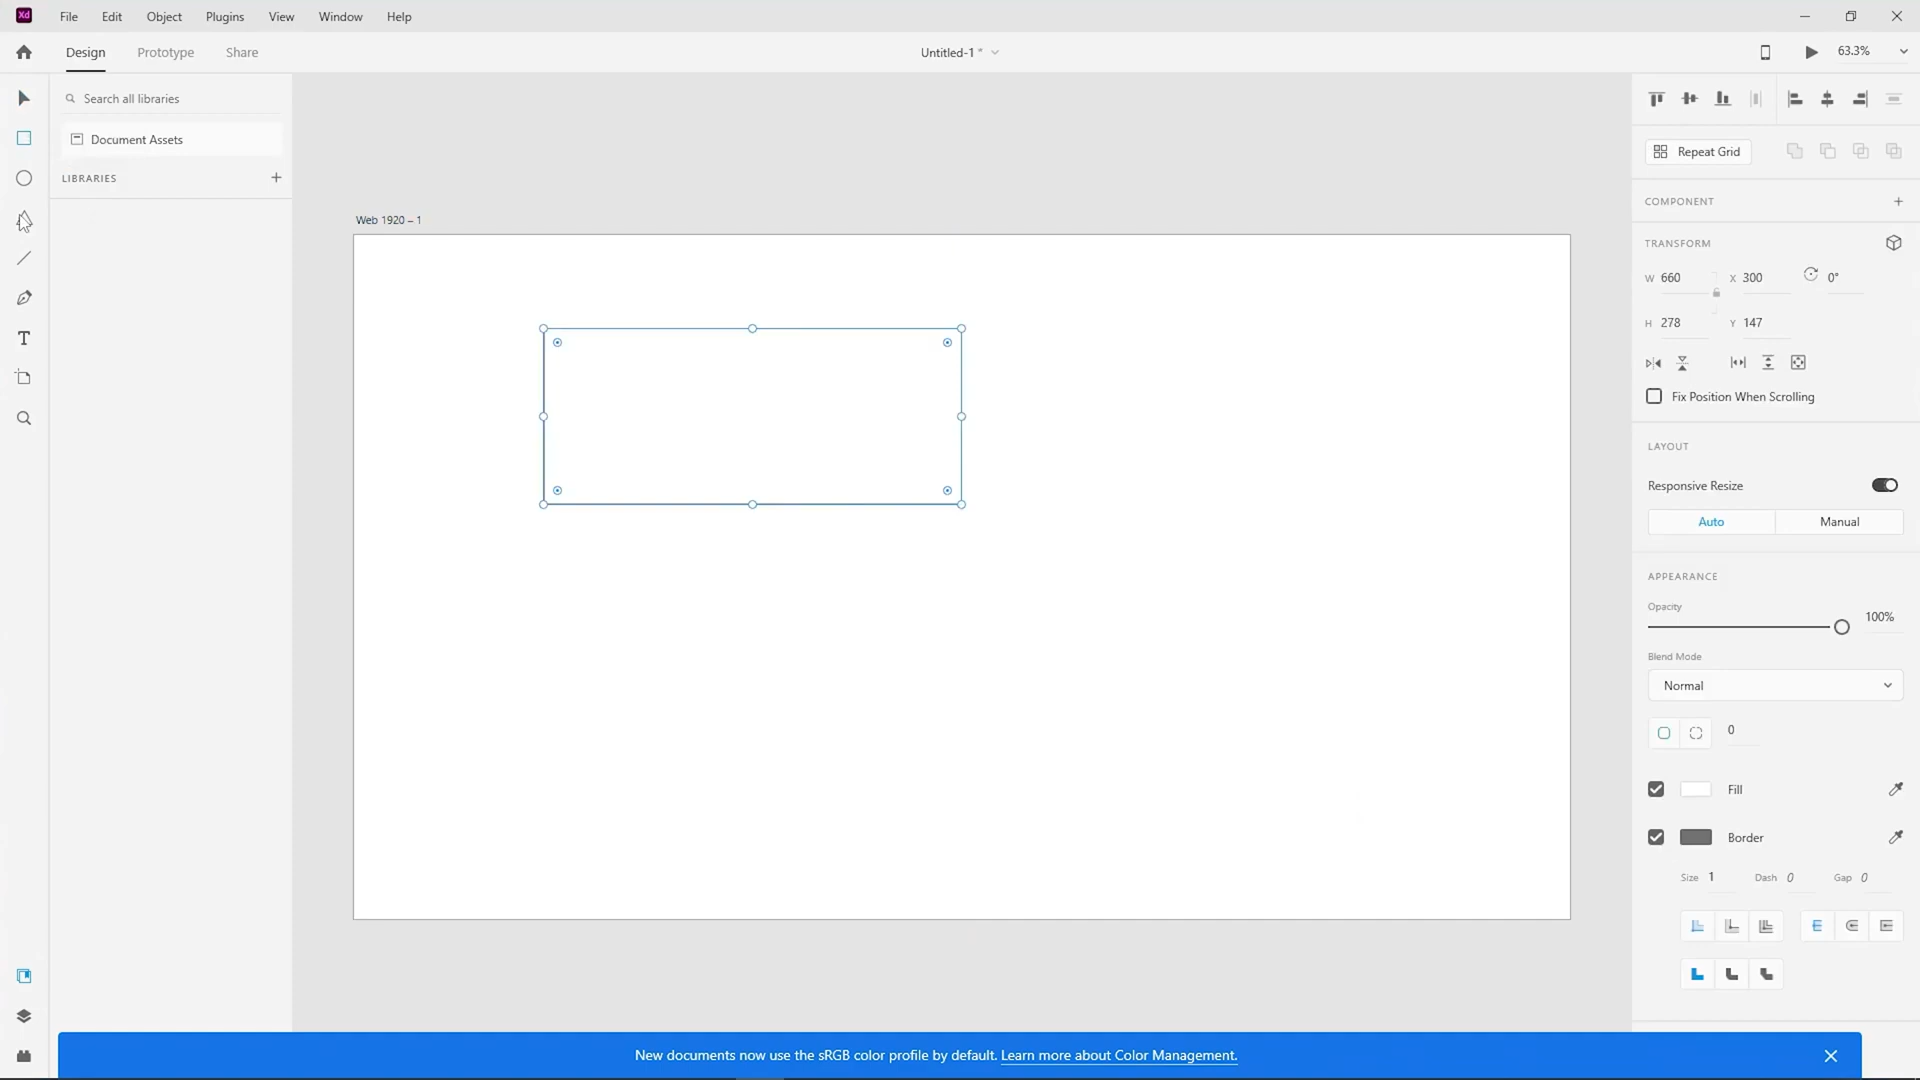 Xd File Edit Object Plugins View Window Help
Design Prototype Share Untitled-1 * 63.3%
Search all libraries
Document Assets
LIBRARIES
Web 1920 – 1
Repeat Grid
COMPONENT
TRANSFORM
W 660 X 300 0°
H 278 Y 147
Fix Position When Scrolling
LAYOUT
Responsive Resize
Auto Manual
APPEARANCE
Opacity
100%
Blend Mode
Normal
0
Fill
Border
Size 1 Dash 0 Gap 0
T
New documents now use the sRGB color profile by default. Learn more about Color Management.